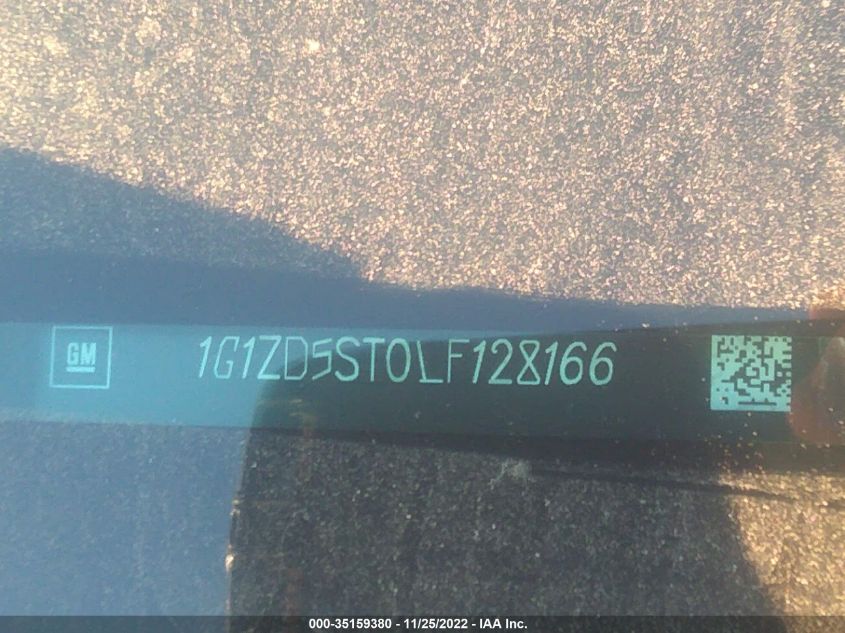 GM 1G1ZD5ST0LF128166
000-35159380 - 11/25/2022 - IAA Inc.